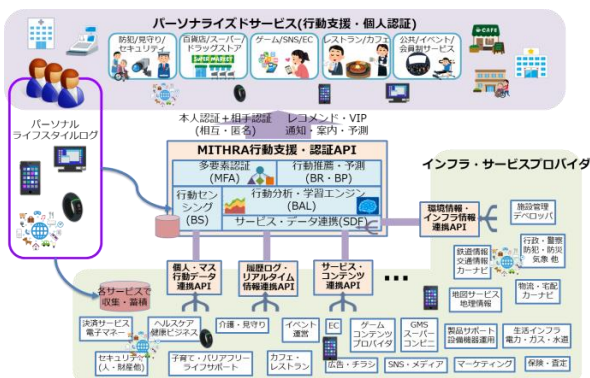 パーソナライズドサービス(行動支援・個人認証)
防犯/見守り/
セキュリティ
百貨店/スーパー/
ドラッグストア
ゲーム/SNS/EC
レストラン/カフェ
公共/イベント/
会員制サービス
SUPER MARKET
CAFE
パーソナル
ライフスタイルログ
本人認証+相手認証
(相互・匿名)
レコメンド・VIP
通知・案内・予測
MITHRA行動支援・認証API
多要素認証
(MFA)
行動推薦・予測
(BR・BP)
行動セン
シング
(BS)
行動分析・学習エンジン
(BAL)
サービス・データ連携(SDF)
インフラ・サービスプロバイダ
環境情報・
インフラ情報
連携API
施設管理
デベロッパ
鉄道情報
交通情報
カーナビ
行政・警察
防犯・防災
気象 他
地図サービス
地理情報
物流・宅配
カーナビ
各サービスで
収集・蓄積
個人・マス
行動データ
連携API
履歴ログ・
リアルタイム
情報連携API
サービス・
コンテンツ
連携API
...
決済サービス
電子マネー
ヘルスケア
健康ビジネス
介護・見守り
イベント
運営
EC
ゲーム
コンテンツ
プロバイダ
GMS
スーパー
コンビニ
製品サポート
設備機器運用
生活インフラ
電力・ガス・水道
セキュリティ
(人・財産他)
子育て・バリアフリー
ライフサポート
カフェ・
レストラン
広告・チラシ
SNS・メディア
マーケティング
保険・査定